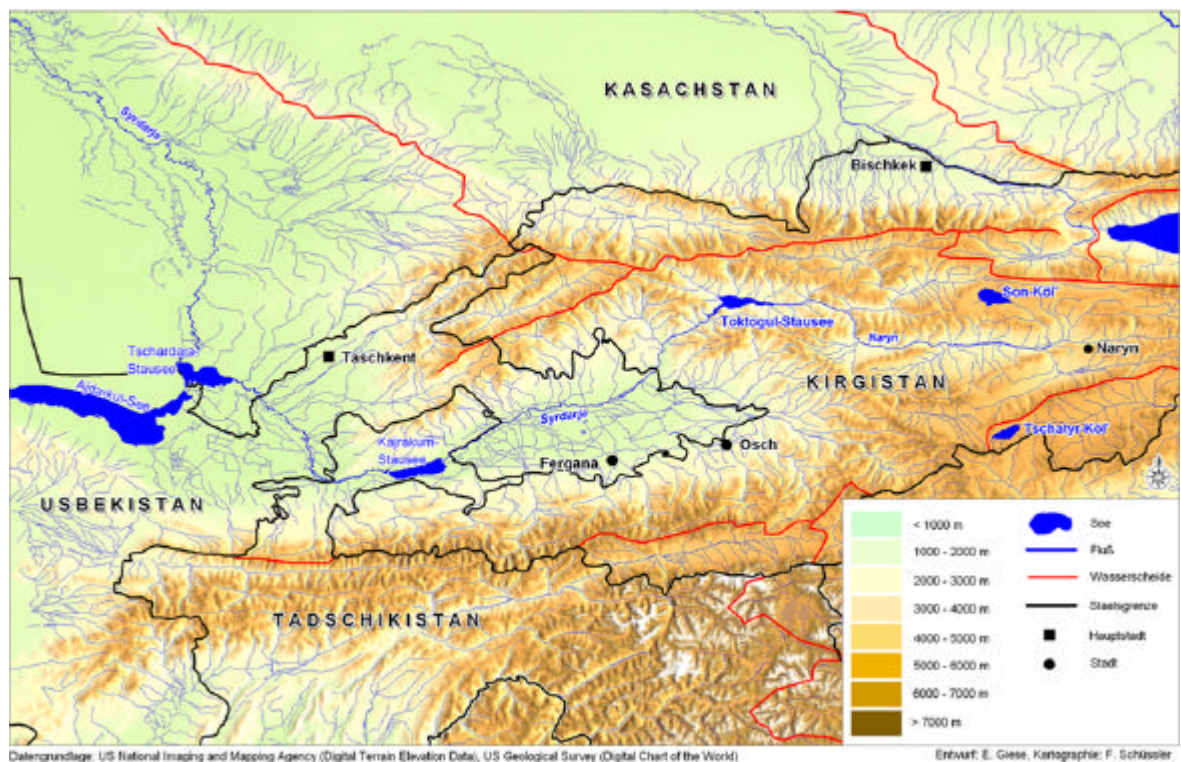 KASACHSTAN
Syrdarja
Bischkek
Son-Köl'
Toktogul-Stausee
Naryn
Naryn
Tschardara-
Stausee
Taschkent
KIRGISTAN
Ajdarkul-See
Syrdarja
Tschatyr-Köl'
Kajrakum-
Stausee
Osch
Fergana
USBEKISTAN
TADSCHIKISTAN
< 1000 m
1000 - 2000 m
2000 - 3000 m
3000 - 4000 m
4000 - 5000 m
5000 - 6000 m
6000 - 7000 m
> 7000 m
See
Fluß
Wasserscheide
Staatsgrenze
Hauptstadt
Stadt
Datengrundlage: US National Imaging and Mapping Agency (Digital Terrain Elevation Data), US Geological Survey (Digital Chart of the World)
Entwurf: E. Giese, Kartographie: F. Schüssler